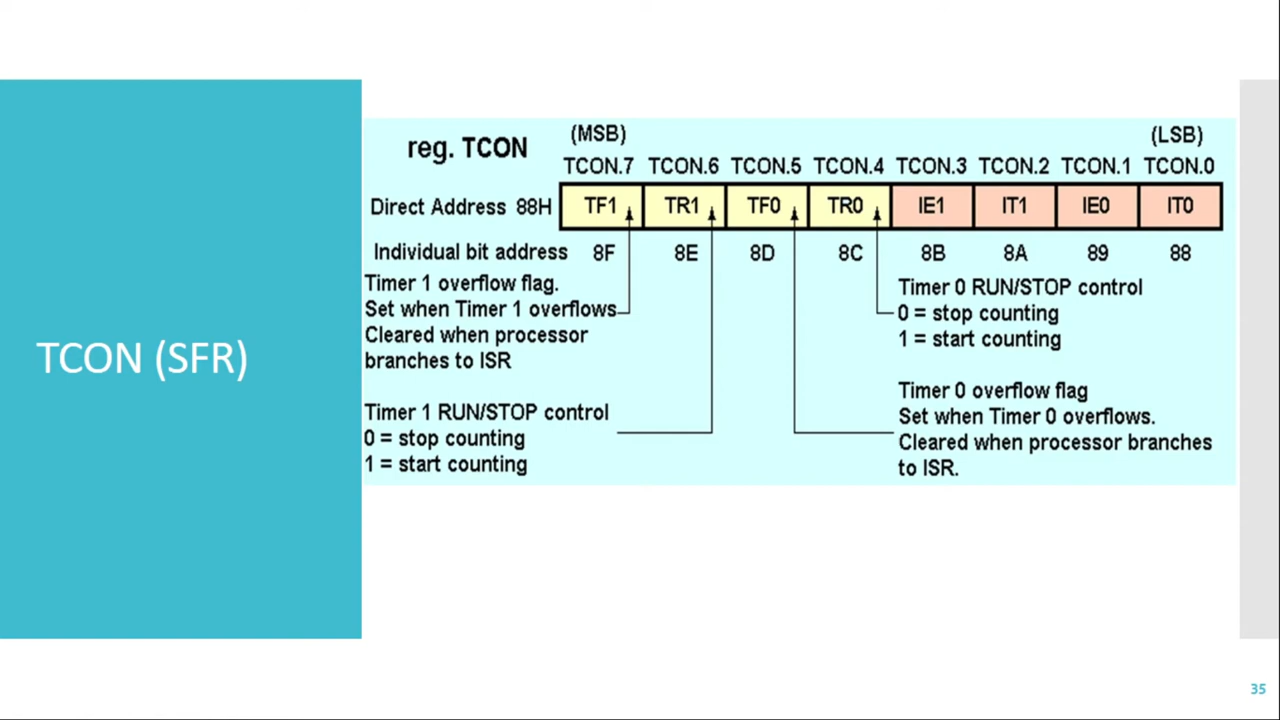 TCON (SFR)
reg. TCON
(MSB)
(LSB)
TCON.7 TCON.6 TCON.5 TCON.4 TCON.3 TCON.2 TCON.1 TCON.0
Direct Address 88H TF1 TR1 TF0 TR0 IE1 IT1 IE0 IT0
Individual bit address 8F 8E 8D 8C 8B 8A 89 88
Timer 1 overflow flag.
Set when Timer 1 overflows
Cleared when processor
branches to ISR
Timer 1 RUN/STOP control
0 = stop counting
1 = start counting
Timer 0 RUN/STOP control
0 = stop counting
1 = start counting
Timer 0 overflow flag
Set when Timer 0 overflows.
Cleared when processor branches
to ISR.
35